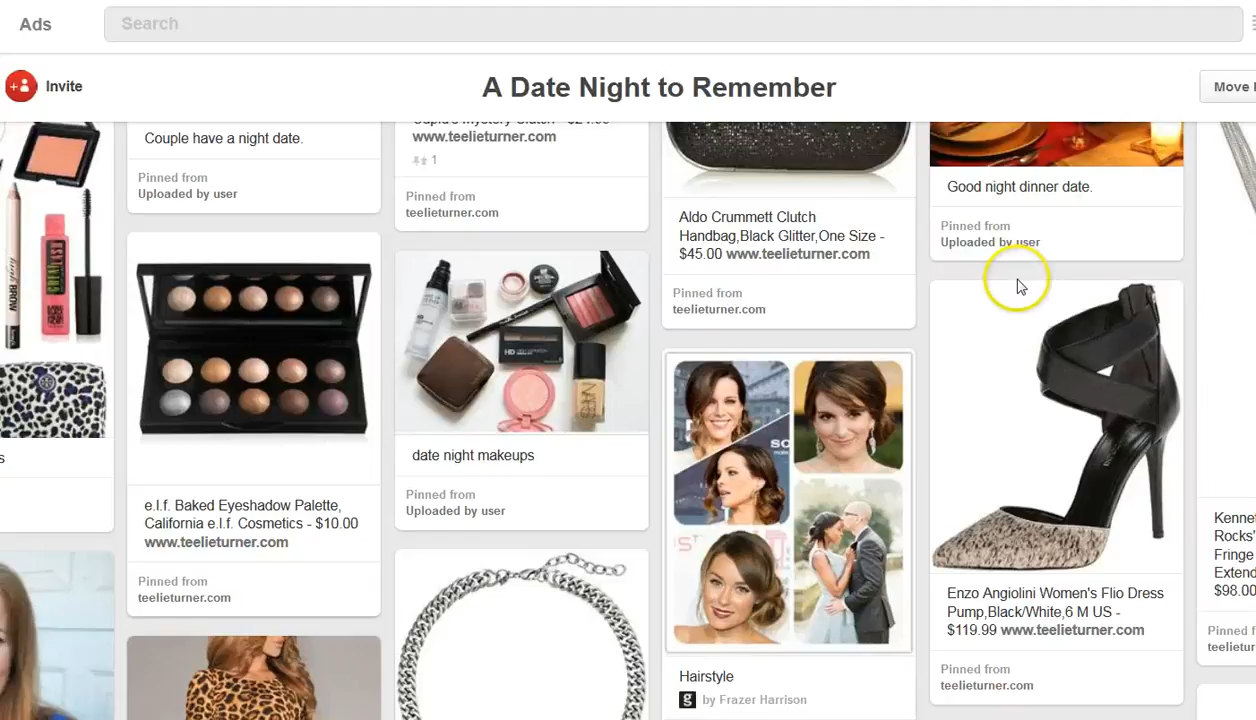 Ads
Search
Invite
A Date Night to Remember
Couple have a night date.
Pinned from
Uploaded by user
www.teelieturner.com
1
Pinned from
teelieturner.com
Aldo Crummett Clutch
Handbag,Black Glitter,One Size -
$45.00 www.teelieturner.com
Pinned from
teelieturner.com
Good night dinner date.
Pinned from
Uploaded by user
s
e.l.f. Baked Eyeshadow Palette,
California e.l.f. Cosmetics - $10.00
www.teelieturner.com
Pinned from
teelieturner.com
date night makeups
Pinned from
Uploaded by user
Hairstyle
by Frazer Harrison
Enzo Angiolini Women's Flio Dress
Pump,Black/White,6 M US -
$119.99 www.teelieturner.com
Pinned from
teelieturner.com
Rocks'
Fringe
Extend
$98.00
Pinned f
teelietur